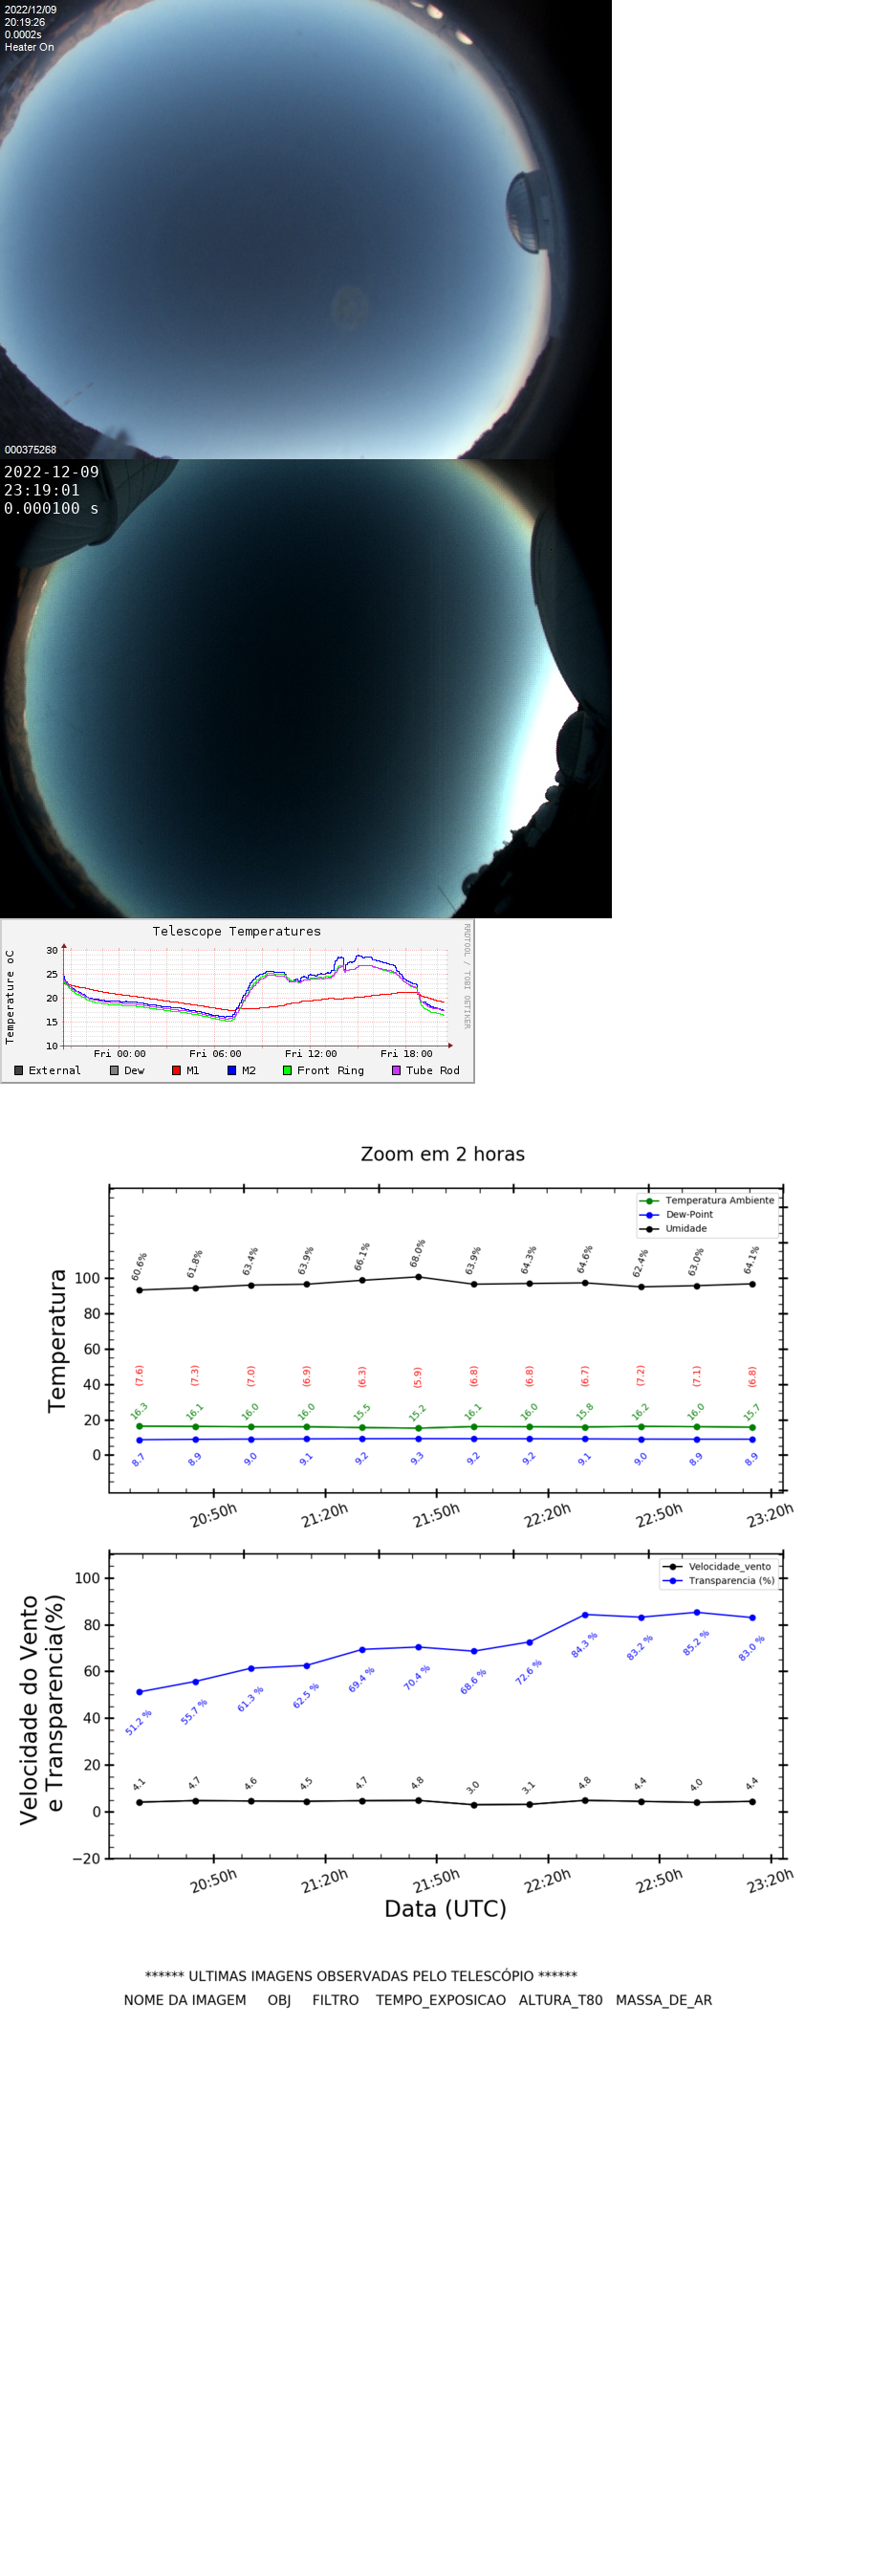 2022/12/09
20:19:26
0.0002s
Heater On
000375268
2022-12-09
23:19:01
0.000100 s
Telescope Temperatures
RRDTOOL / TOBI OETIKER
Temperature oC
30
25
20
15
10
Fri 00:00 Fri 06:00 Fri 12:00 Fri 18:00
External Dew M1 M2 Front Ring Tube Rod
Zoom em 2 horas
Temperatura Ambiente
Dew-Point
Umidade
Temperatura
100
80
60
40
20
0
60.6% 61.8% 63.4% 63.9% 66.1% 68.0% 63.9% 64.3% 64.6% 62.4% 63.0% 64.1%
(7.6) (7.3) (7.0) (6.9) (6.3) (5.9) (6.8) (6.8) (6.7) (7.2) (7.1) (6.8)
16.3 16.1 16.0 16.0 15.5 15.2 16.1 16.0 15.8 16.2 16.0 15.7
8.7 8.9 9.0 9.1 9.2 9.3 9.2 9.2 9.1 9.0 8.9 8.9
20:50h 21:20h 21:50h 22:20h 22:50h 23:20h
Velocidade_vento
Transparencia (%)
Velocidade do Vento
e Transparencia(%)
100
80
60
40
20
0
−20
51.2 % 55.7 % 61.3 % 62.5 % 69.4 % 70.4 % 68.6 % 72.6 % 84.3 % 83.2 % 85.2 % 83.0 %
4.1 4.7 4.6 4.5 4.7 4.8 3.0 3.1 4.8 4.4 4.0 4.4
20:50h 21:20h 21:50h 22:20h 22:50h 23:20h
Data (UTC)
****** ULTIMAS IMAGENS OBSERVADAS PELO TELESCÓPIO ******
NOME DA IMAGEM OBJ FILTRO TEMPO_EXPOSICAO ALTURA_T80 MASSA_DE_AR